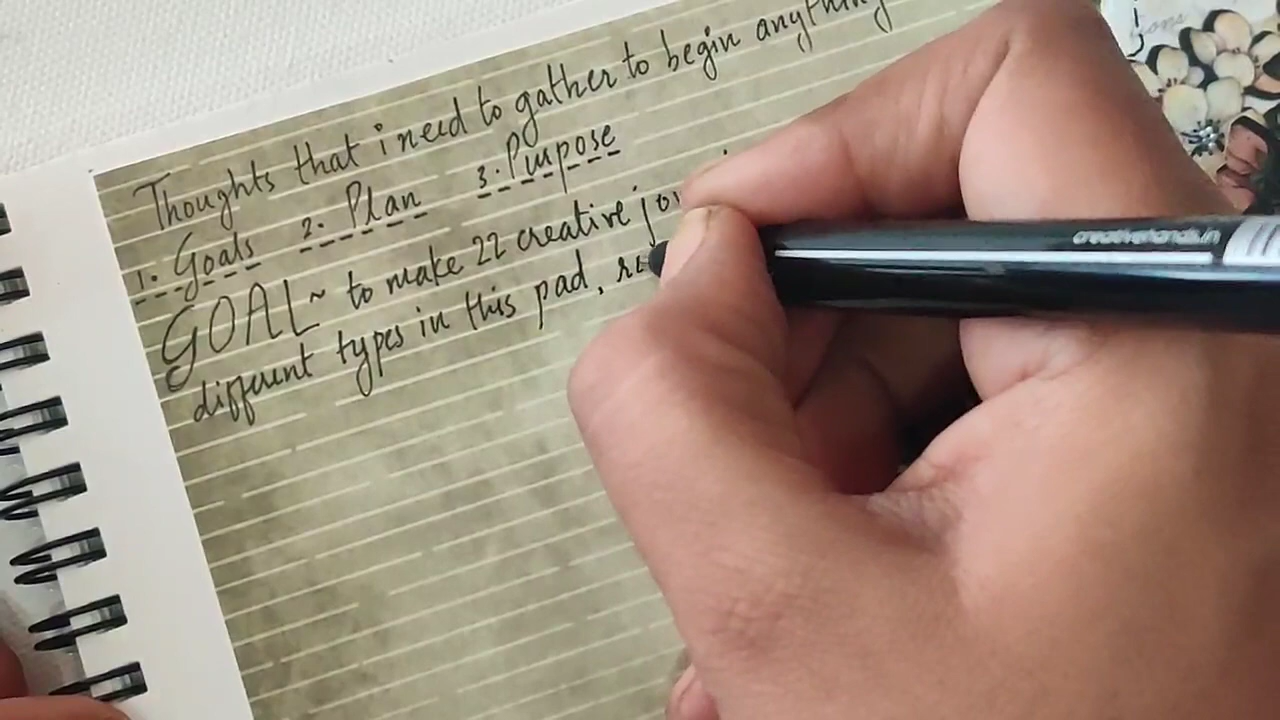 Thoughts that i need to gather to begin anything
1. Goals 2. Plan 3. Purpose
GOAL ~ to make 22 creative
different types in this pad,
creativehands.in